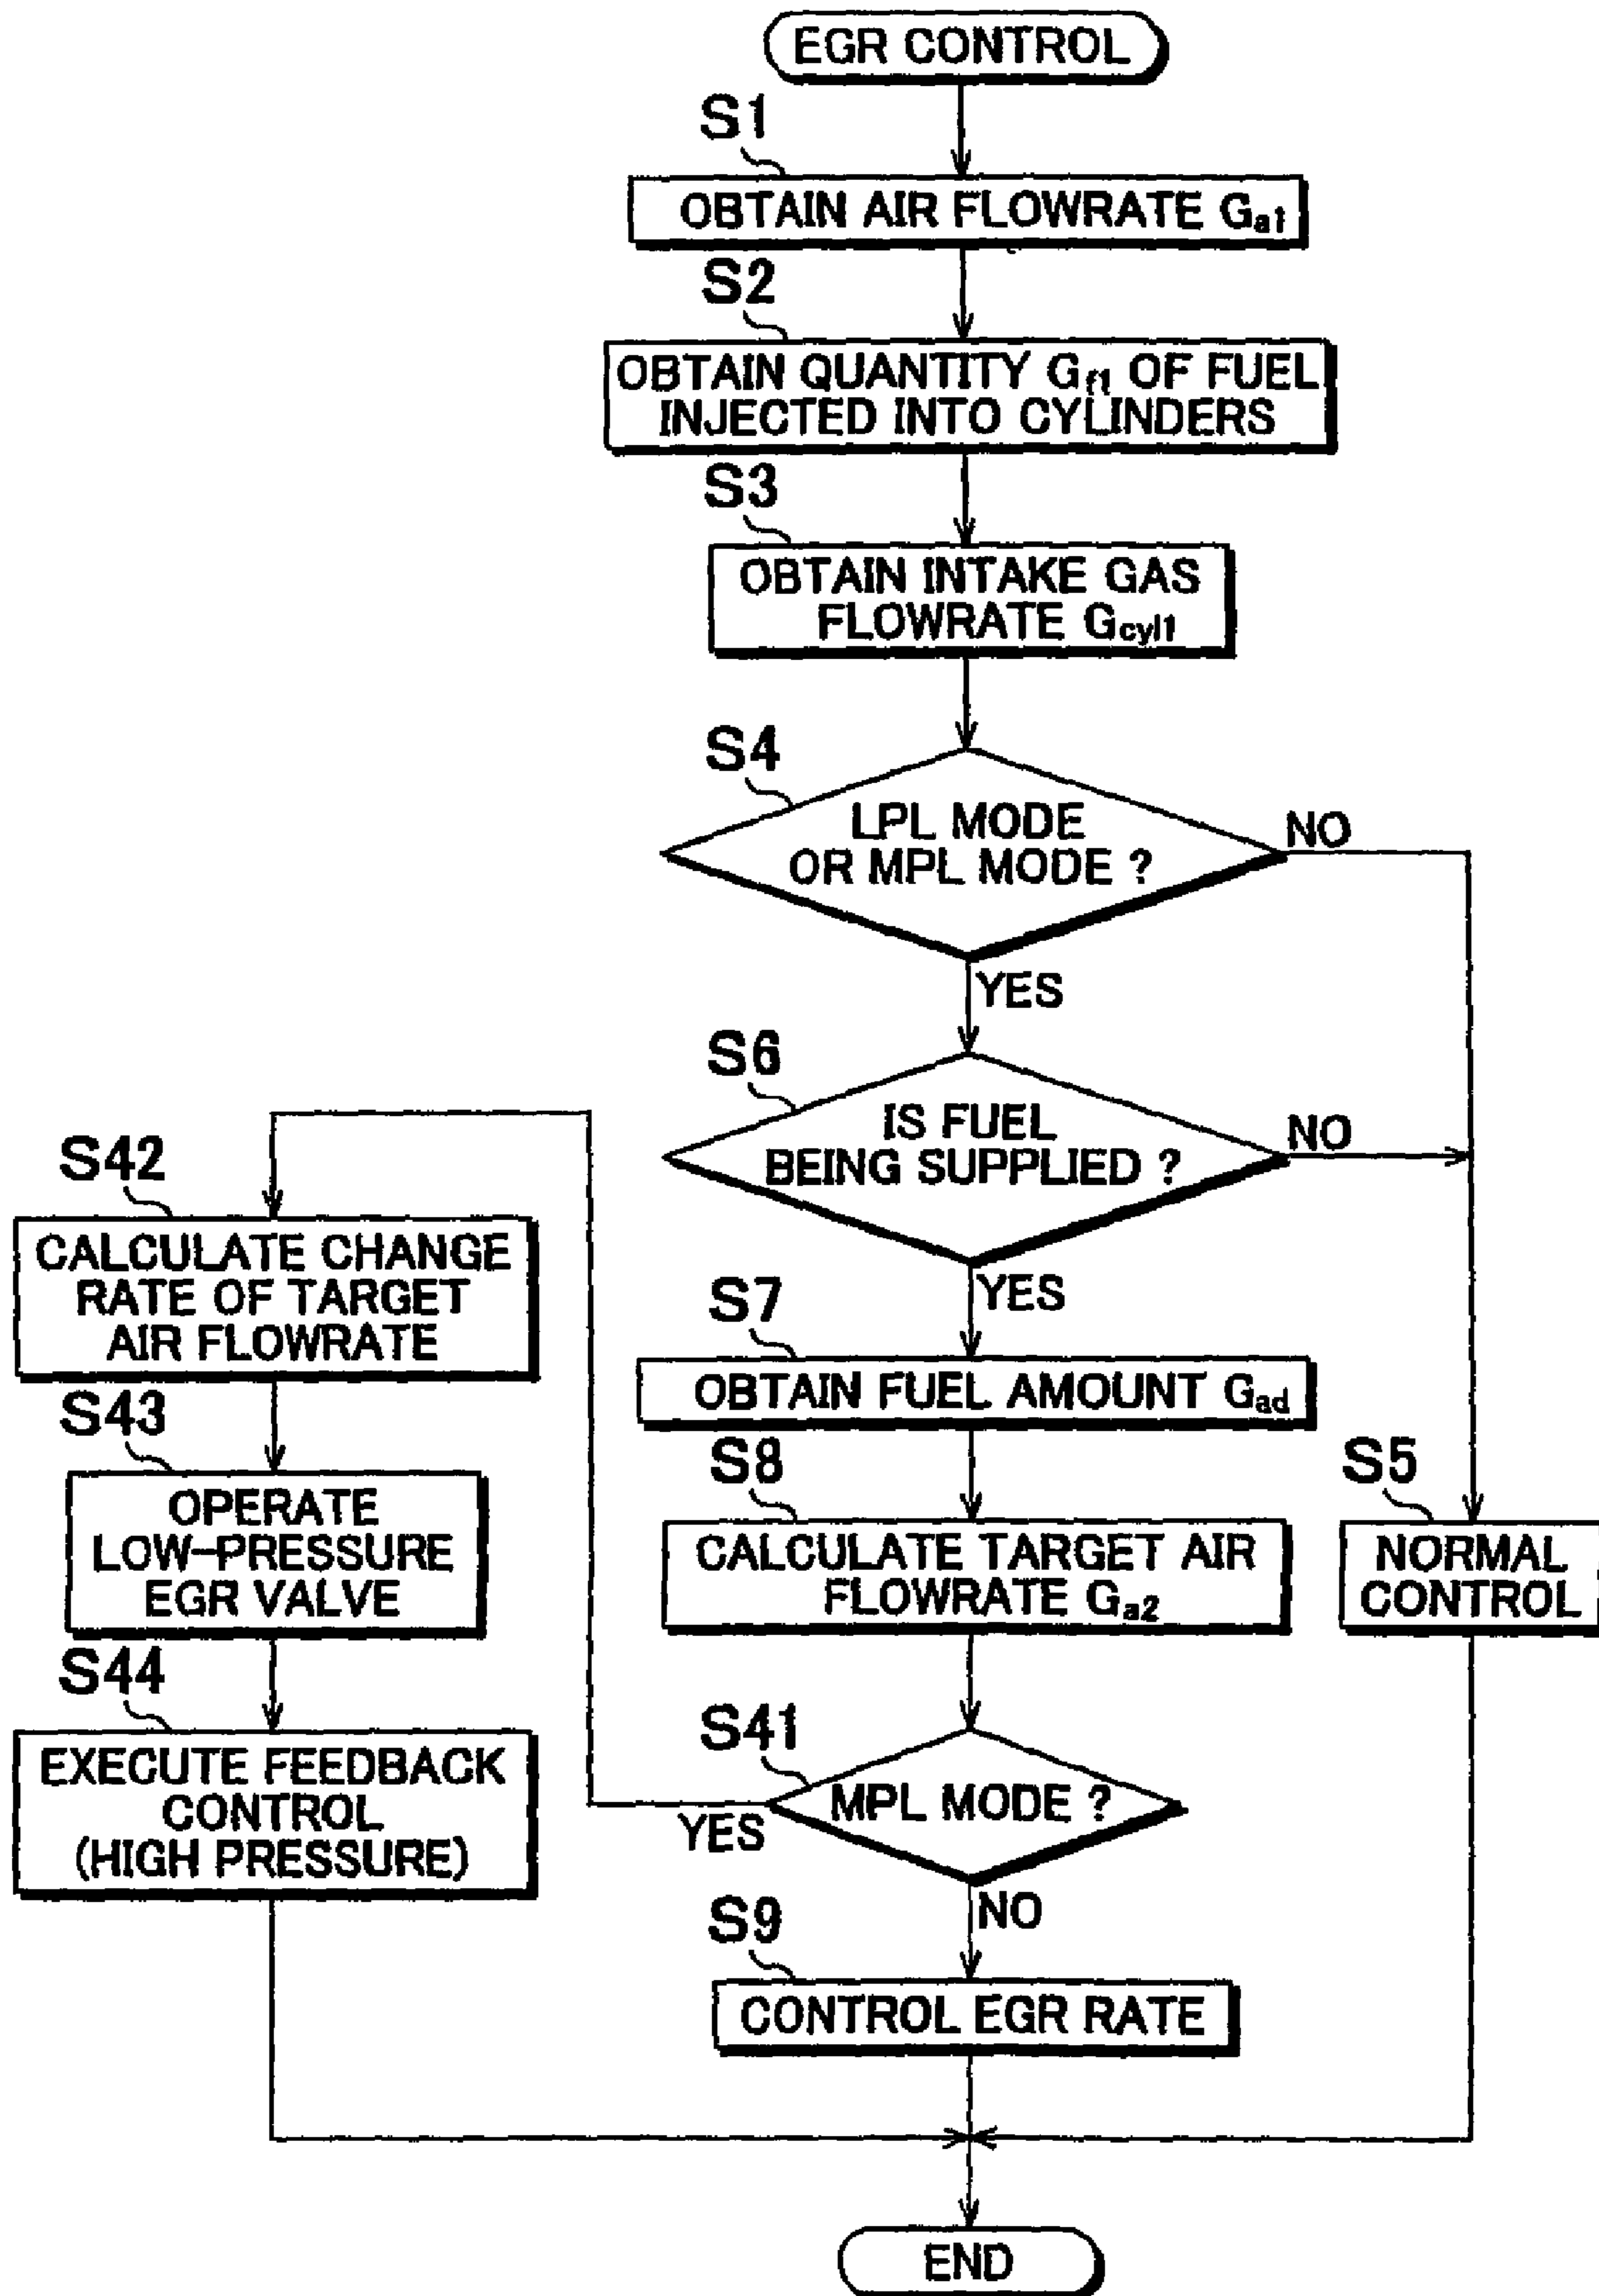 EGR CONTROL
S1
OBTAIN AIR FLOWRATE Ga1
S2
OBTAIN QUANTITY Gf1 OF FUEL
INJECTED INTO CYLINDERS
S3
OBTAIN INTAKE GAS
FLOWRATE Gcyl1
S4
LPL MODE
OR MPL MODE ?
NO
YES
S6
IS FUEL
BEING SUPPLIED ?
NO
YES
S7
OBTAIN FUEL AMOUNT Gad
S8
CALCULATE TARGET AIR
FLOWRATE Ga2
S5
NORMAL
CONTROL
S41
MPL MODE ?
YES
NO
S42
CALCULATE CHANGE
RATE OF TARGET
AIR FLOWRATE
S43
OPERATE
LOW-PRESSURE
EGR VALVE
S44
EXECUTE FEEDBACK
CONTROL
(HIGH PRESSURE)
S9
CONTROL EGR RATE
END